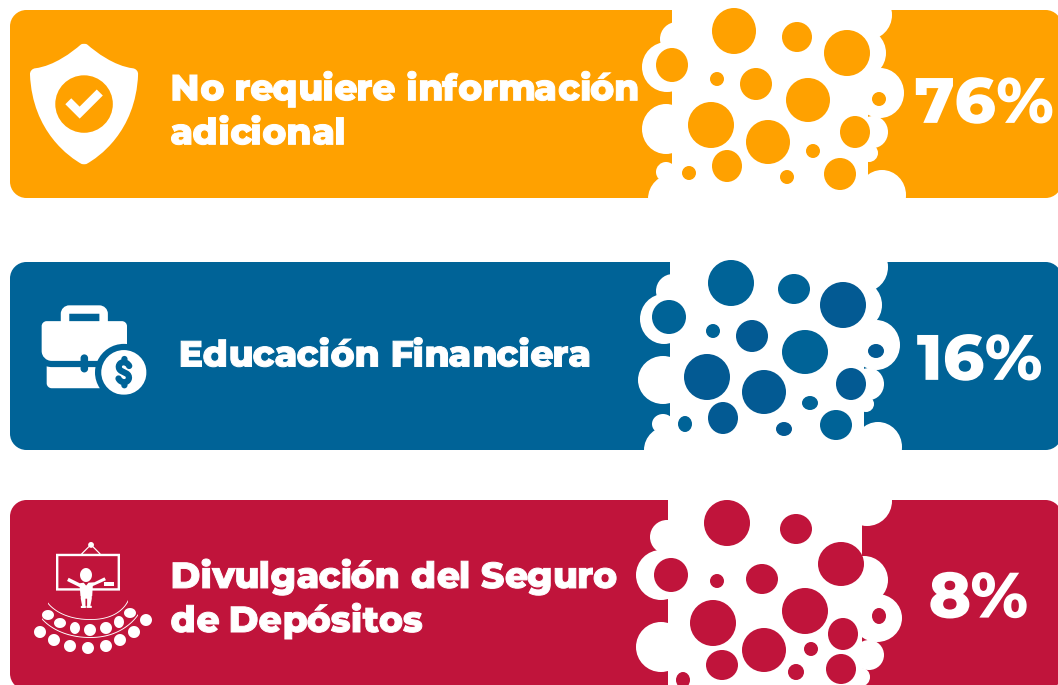 No requiere información
adicional
76%
$
Educación Financiera
16%
Divulgación del Seguro
de Depósitos
8%